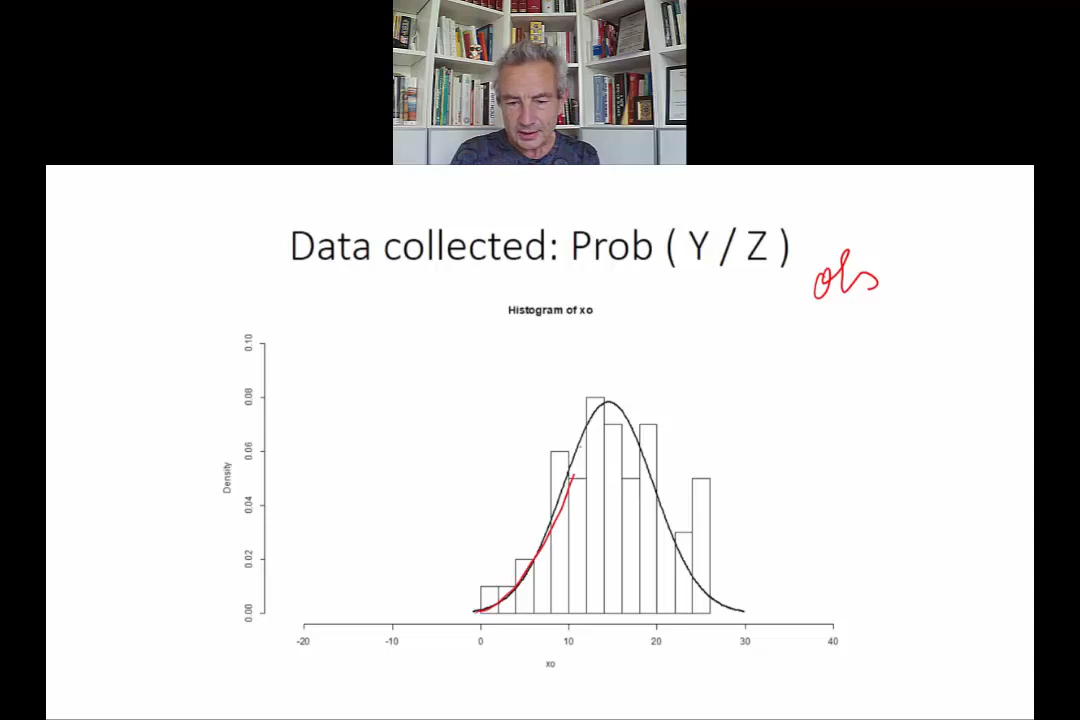 Data collected: Prob ( Y / Z )
obs
Histogram of xo
0.10
0.08
0.06
0.04
0.02
0.00
Density
-20 -10 0 10 20 30 40
xo